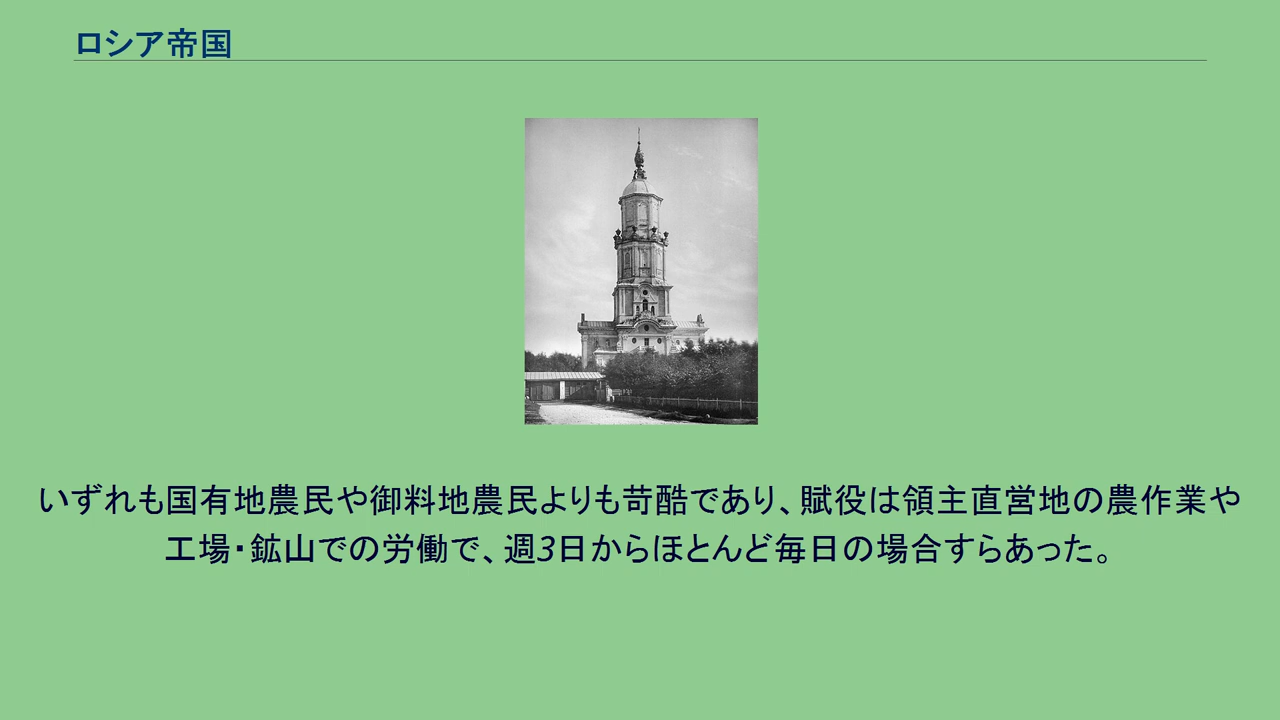 ロシア帝国
いずれも国有地農民や御料地農民よりも苛酷であり、賦役は領主直営地の農作業や
工場・鉱山での労働で、週3日からほとんど毎日の場合すらあった。